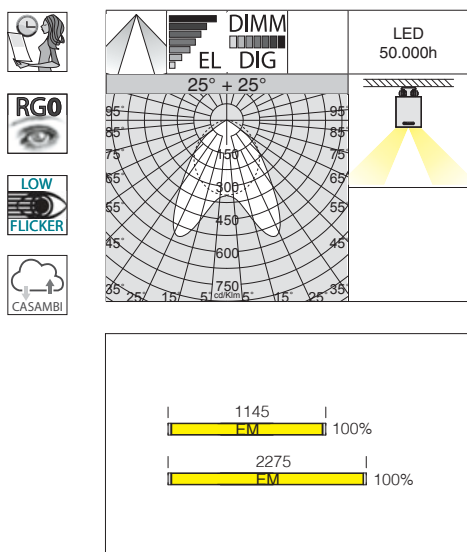 RG0
LOW
FLICKER
CASAMBI
DIMM
EL DIG
LED
50.000h
25° + 25°
95° 95°
85° 85°
75° 150 75°
65° 300 65°
55° 450 55°
45° 600 45°
35° 25° 15° 5° 750 5° 15° 25° 35°
cd/Klm
1145
EM 100%
2275
EM 100%